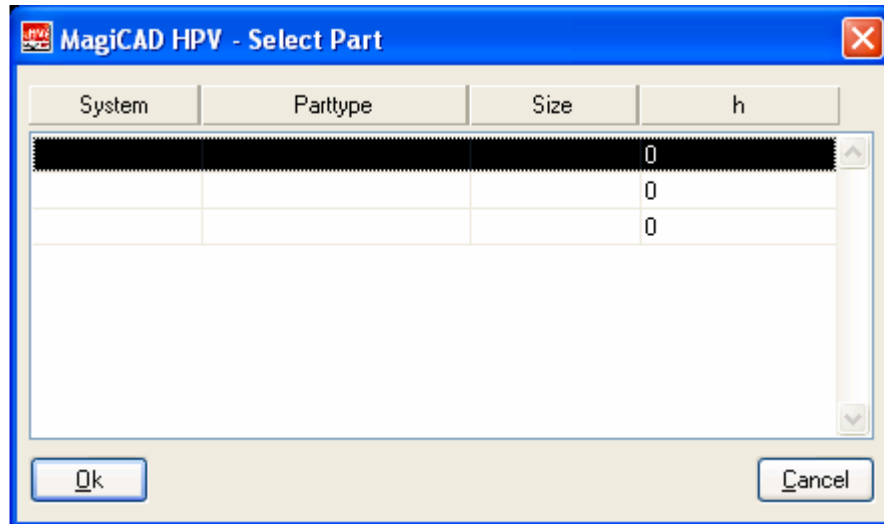 MagiCAD HPV - Select Part
System Parttype Size h
0
0
0
Ok Cancel